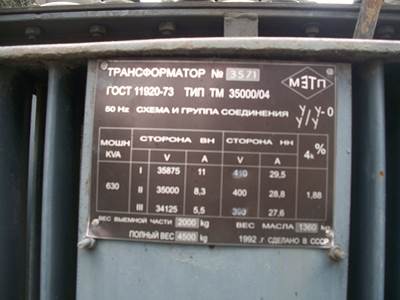 ТРАНСФОРМАТОР № 3571
ГОСТ 11920-73 ТИП ТМ 35000/04
50 Hz СХЕМА И ГРУППА СОЕДИНЕНИЯ Y/Y-0
МОЩН KVA СТОРОНА ВН СТОРОНА НН %
V A V A
I 35875 11 410 29,5
630 II 35000 8,3 400 28,8 1,88
III 34125 5,5 390 27,6
ВЕС ВЫЕМНОЙ ЧАСТИ 2000 kg ВЕС МАСЛА 1360 kg
ПОЛНЫЙ ВЕС 4500 kg 1992 .г СДЕЛАНО В СССР